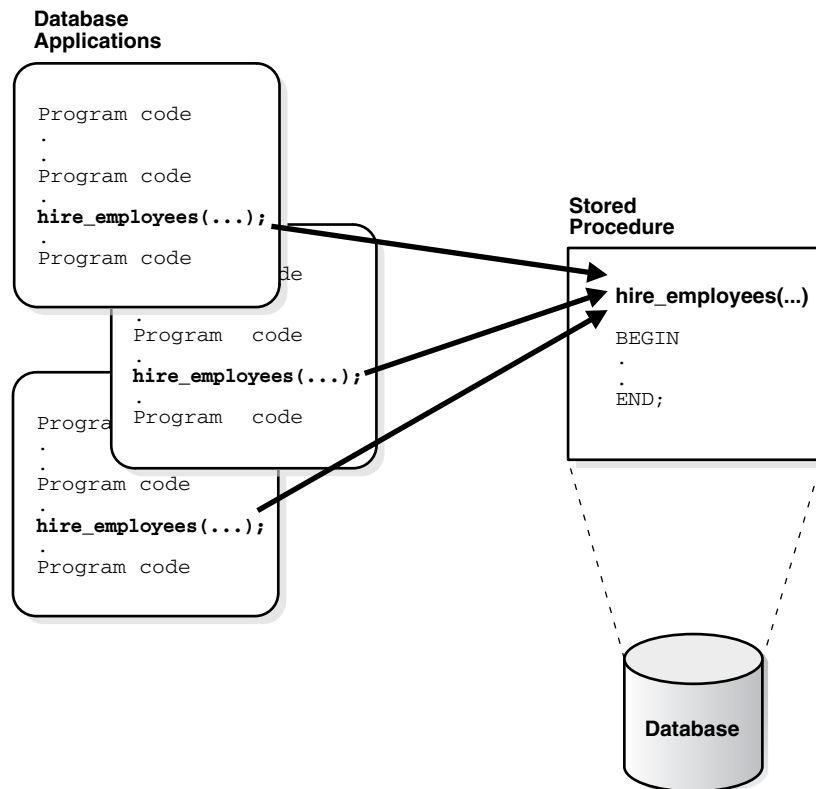 Database
Applications
Program code
.
.
Program code
.
hire_employees(...);
.
Program code
de
.
Program code
.
hire_employees(...);
.
Program code
.
.
Program code
.
hire_employees(...);
.
Program code
Stored
Procedure
hire_employees(...)
BEGIN
.
.
END;
Database